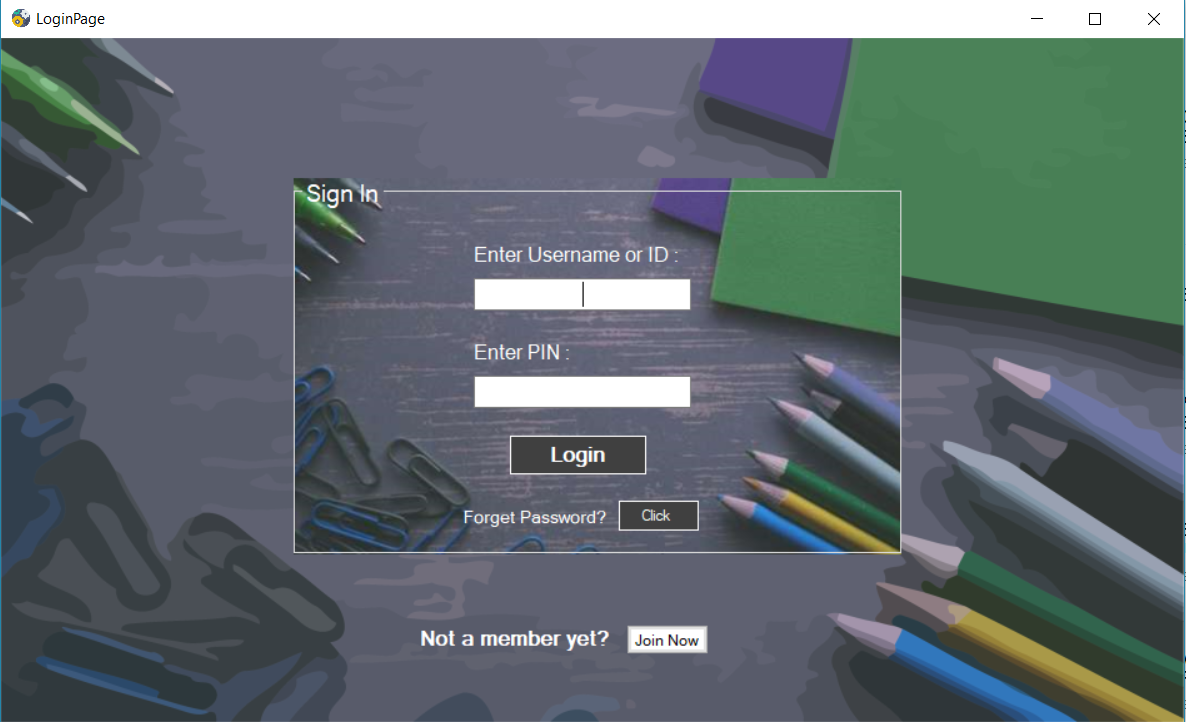 LoginPage
Sign In
Enter Username or ID :
Enter PIN :
Login
Forget Password? Click
Not a member yet? Join Now